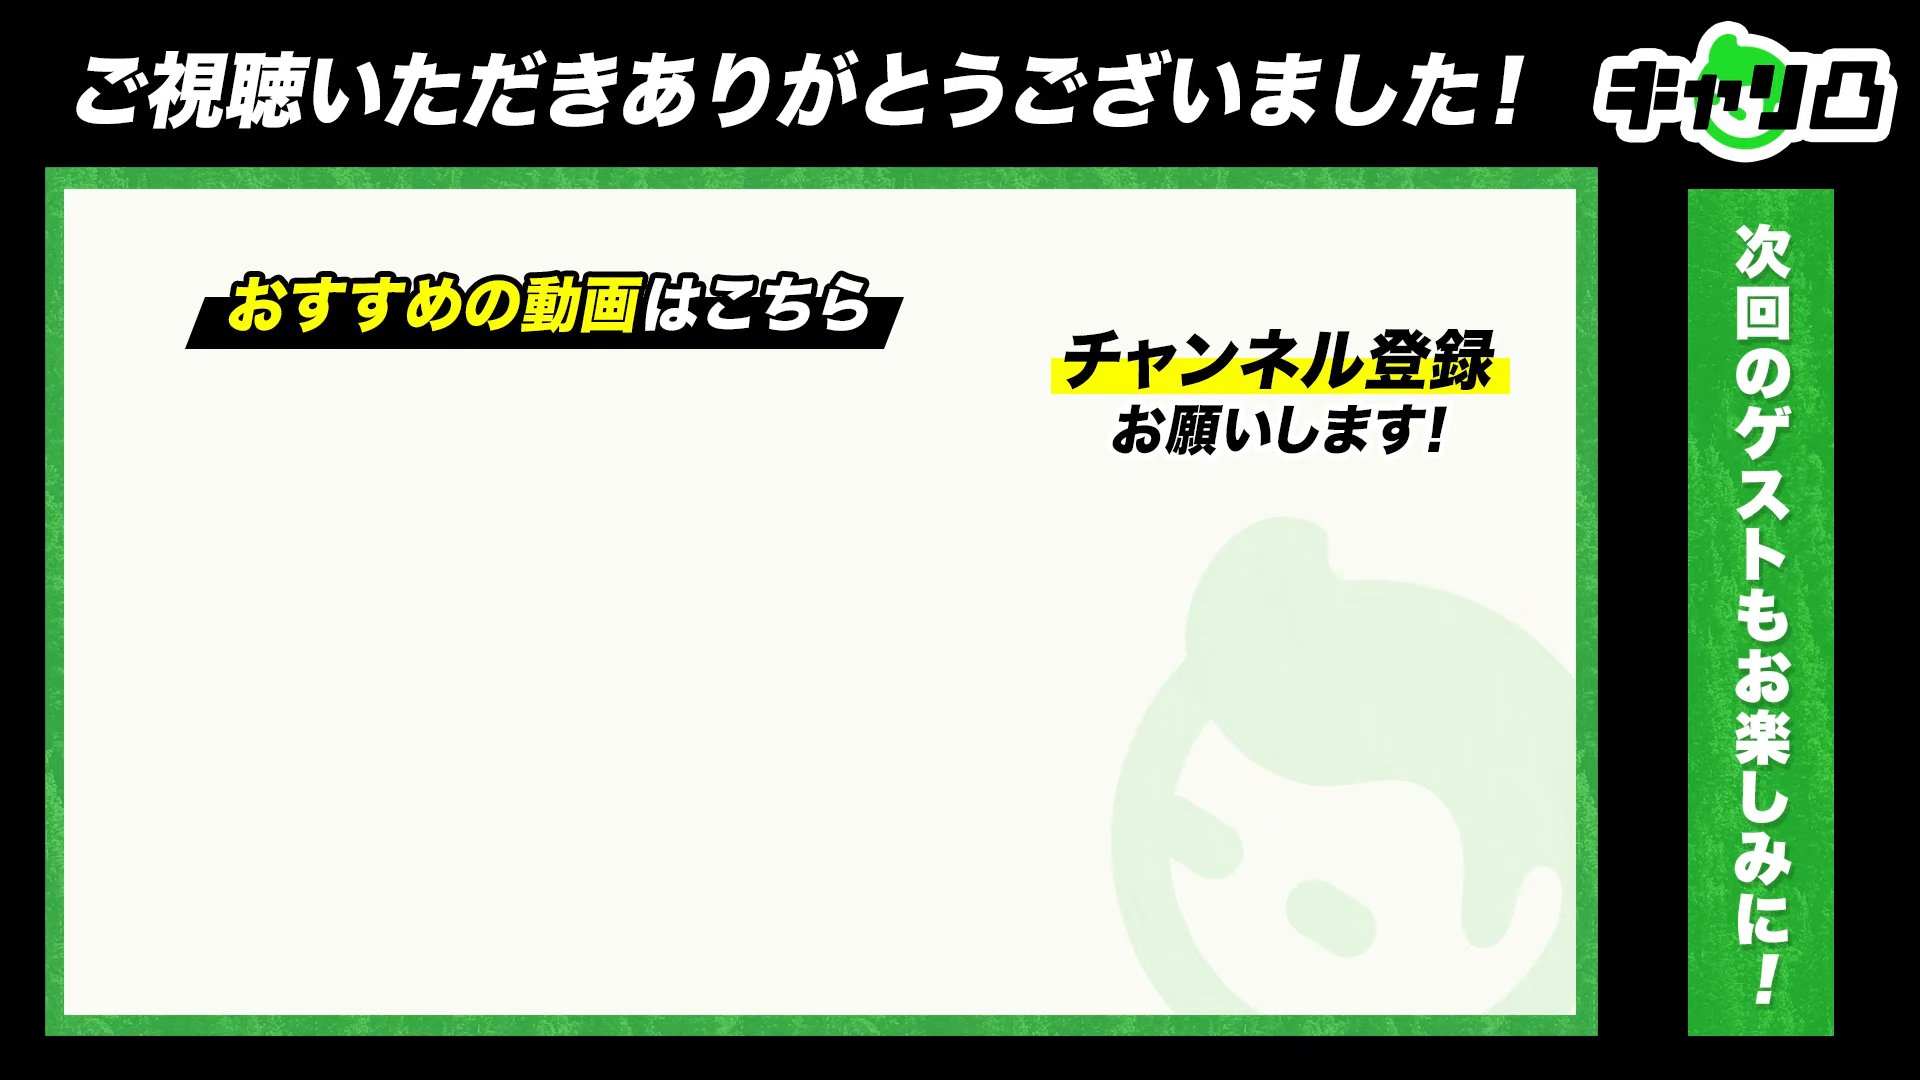 ご視聴いただきありがとうございました!
キャリ凸
おすすめの動画はこちら
チャンネル登録
お願いします!
次回のゲストもお楽しみに!